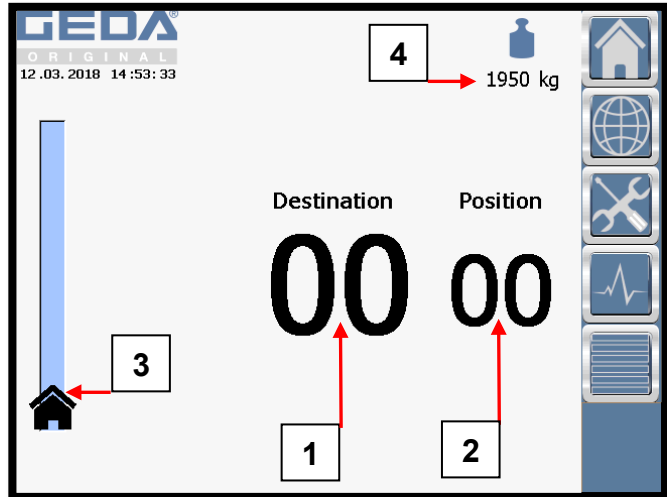 GEDA®
ORIGINAL
12.03.2018 14:53:33
4
1950 kg
Destination Position
00 00
3
1
2